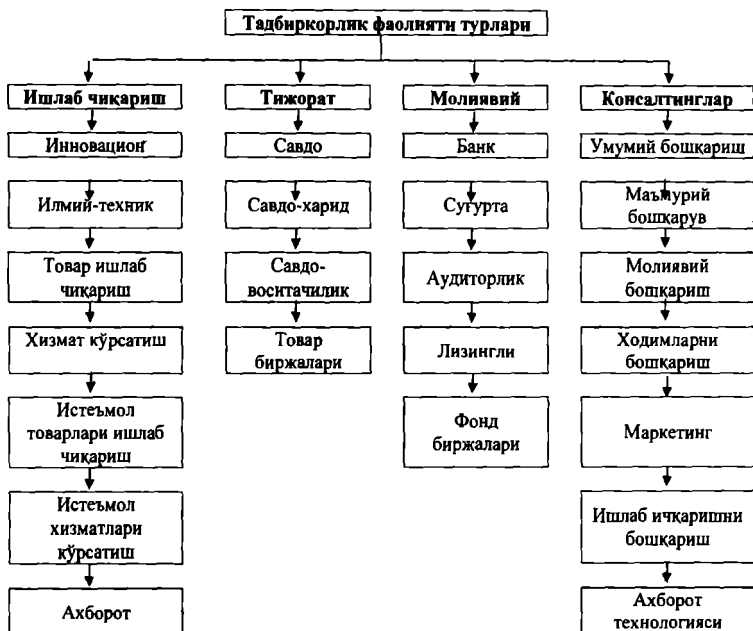 Тадбиркорлик фаолияти турлари
Ишлаб чиқариш
Инновацион
Илмий-техник
Товар ишлаб
чиқариш
Хизмат кўрсатиш
Истеъмол
товарлари ишлаб
чиқариш
Истеъмол
хизматлари
кўрсатиш
Ахборот
Тижорат
Савдо
Савдо-харид
Савдо-
воситачилик
Товар
биржалари
Молиявий
Банк
Суғурта
Аудиторлик
Лизингли
Фонд
биржалари
Консалтинглар
Умумий бошқариш
Маъмурий
бошқарув
Молиявий
бошқариш
Ходимларни
бошқариш
Маркетинг
Ишлаб ичқаришни
бошқариш
Ахборот
технологияси